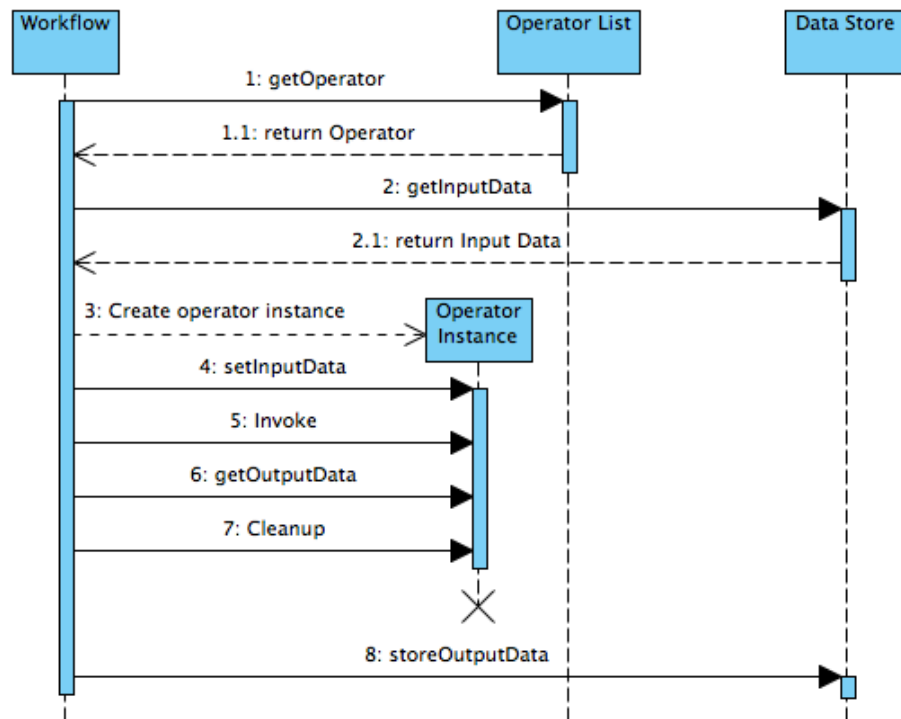 Workflow
Operator List
Data Store
1: getOperator
1.1: return Operator
2: getInputData
2.1: return Input Data
3: Create operator instance
Operator
Instance
4: setInputData
5: Invoke
6: getOutputData
7: Cleanup
8: storeOutputData